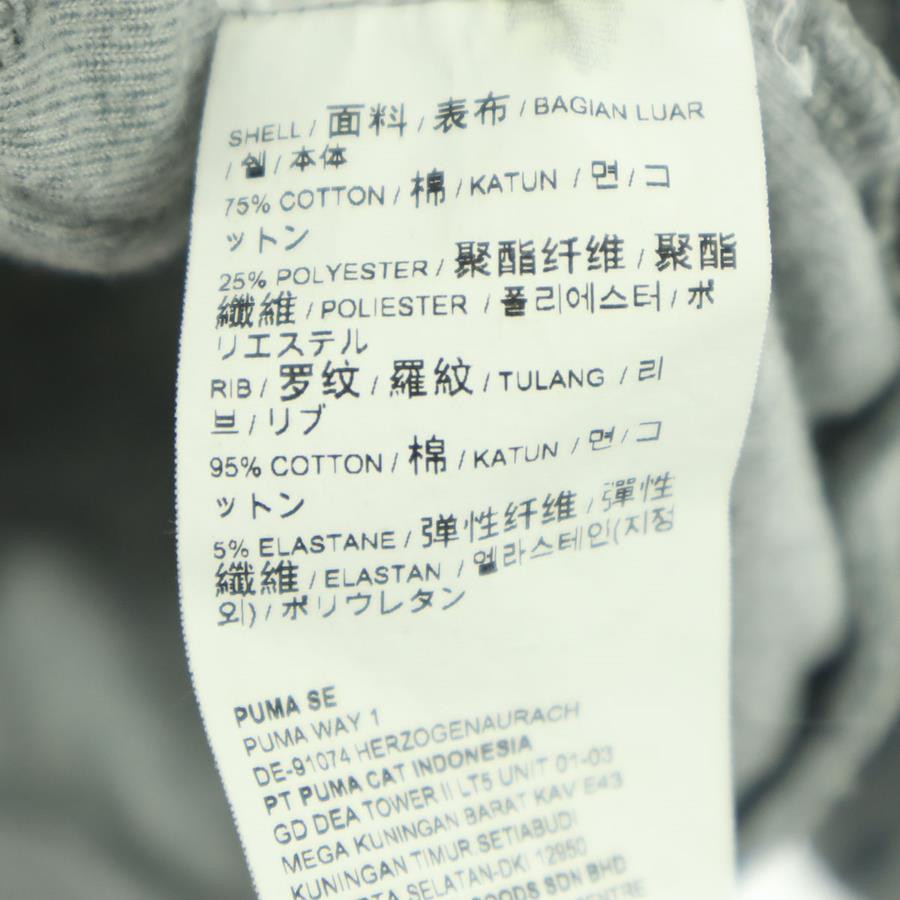 SHELL / 面料 / 表布 / BAGIAN LUAR
/ 쉘 / 本体
75% COTTON / 棉 / KATUN / 면 / コ
ットン
25% POLYESTER / 聚酯纤维 / 聚酯
纖維 / POLIESTER / 폴리에스터 / ポ
リエステル
RIB / 罗纹 / 羅紋 / TULANG / 리
브 / リブ
95% COTTON / 棉 / KATUN / 면 / コ
ットン
5% ELASTANE / 弹性纤维 / 彈性
纖維 / ELASTAN / 엘라스테인(지정
외) / ポリウレタン
PUMA SE
PUMA WAY 1
DE-91074 HERZOGENAURACH
PT PUMA CAT INDONESIA
GD DEA TOWER II LT5 UNIT 01-03
MEGA KUNINGAN BARAT KAV E43
KUNINGAN TIMUR SETIABUDI
SELATAN-DKI 12950
GOODS SDN BHD